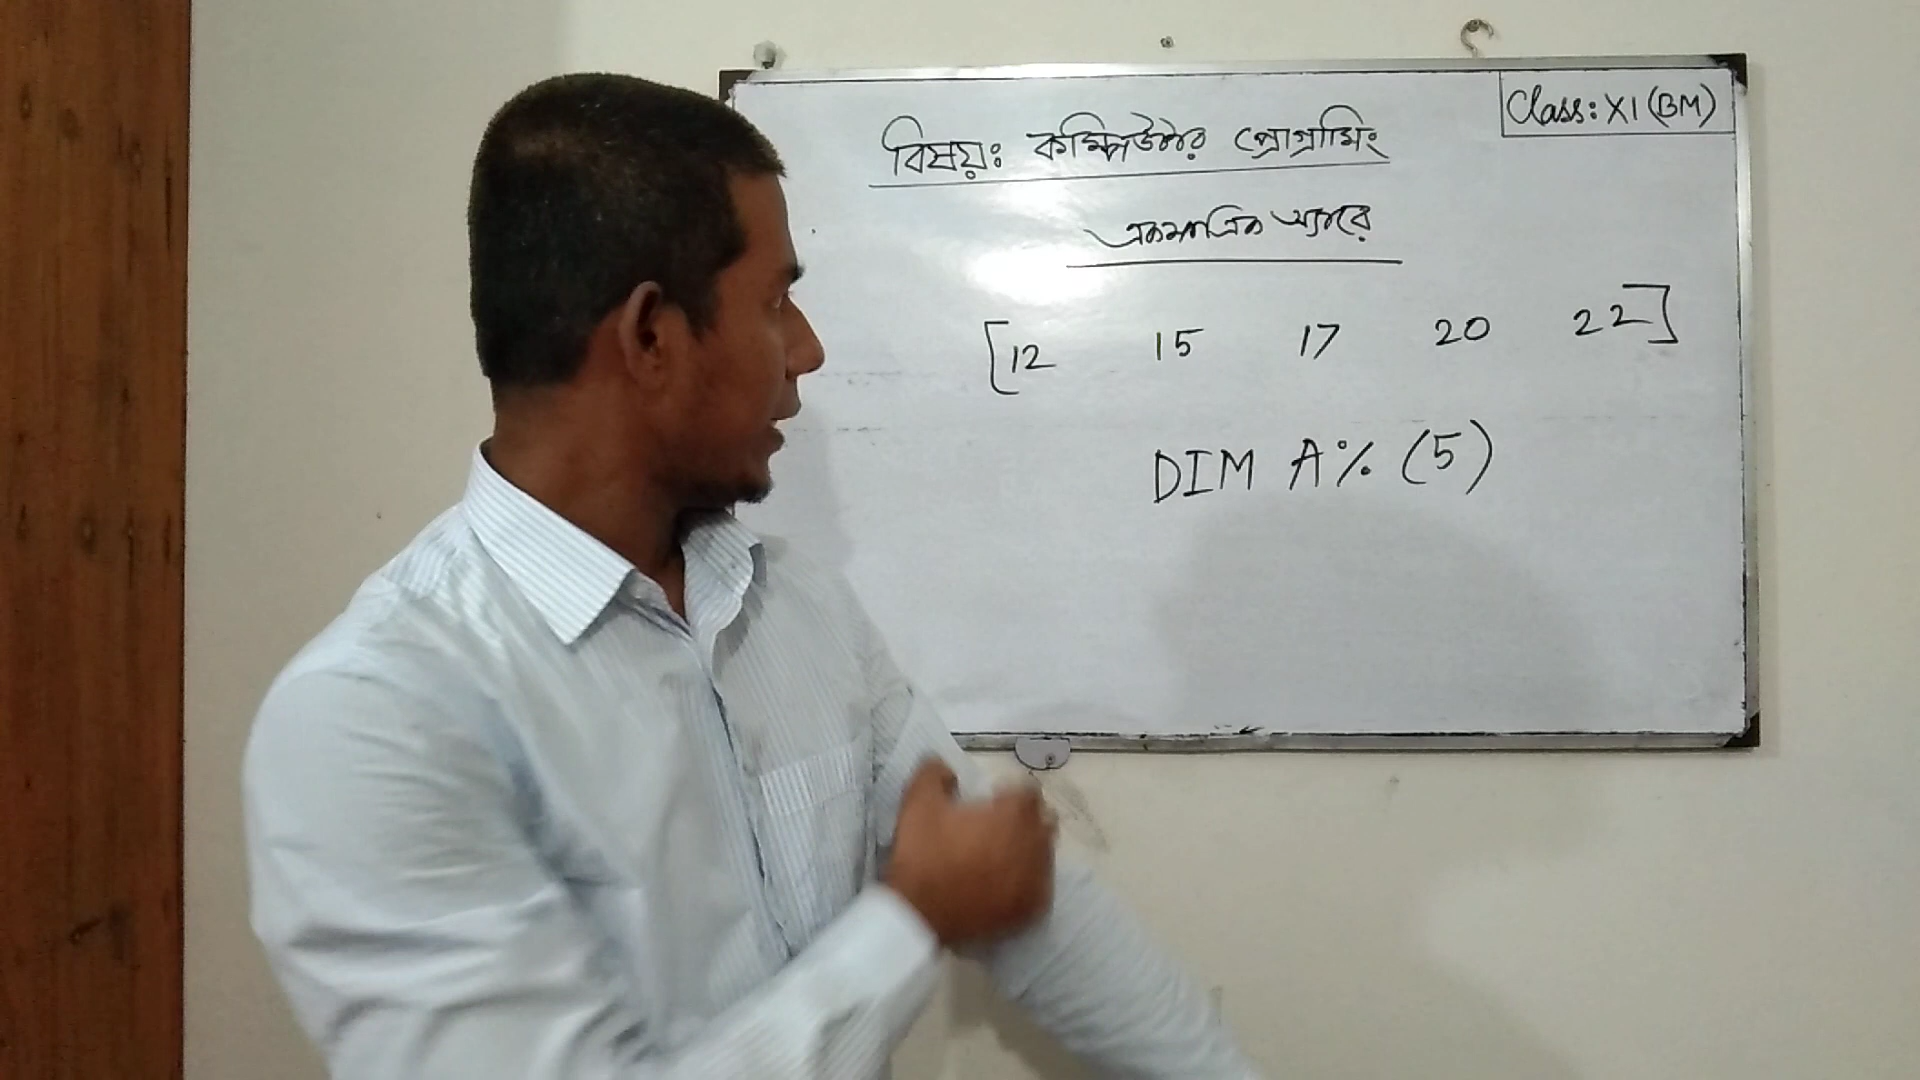 Class: XI (BM)
বিষয়ঃ কম্পিউটার প্রোগ্রামিং
একমাত্রিক অ্যারে
[12 15 17 20 22]
DIM A% (5)